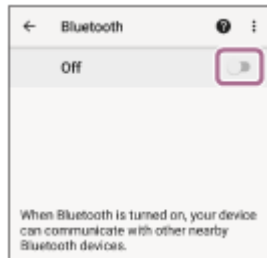 Bluetooth
Off
When Bluetooth is turned on, your device
can communicate with other nearby
Bluetooth devices.